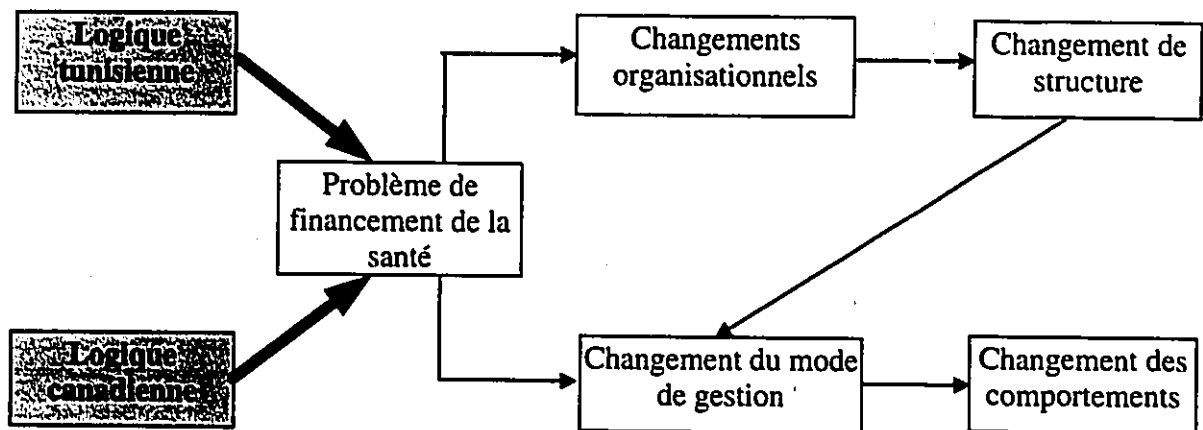 Logique
tunisienne
Changements
organisationnels
Changement de
structure
Problème de
financement de la
santé
Logique
canadienne
Changement du mode
de gestion
Changement des
comportements